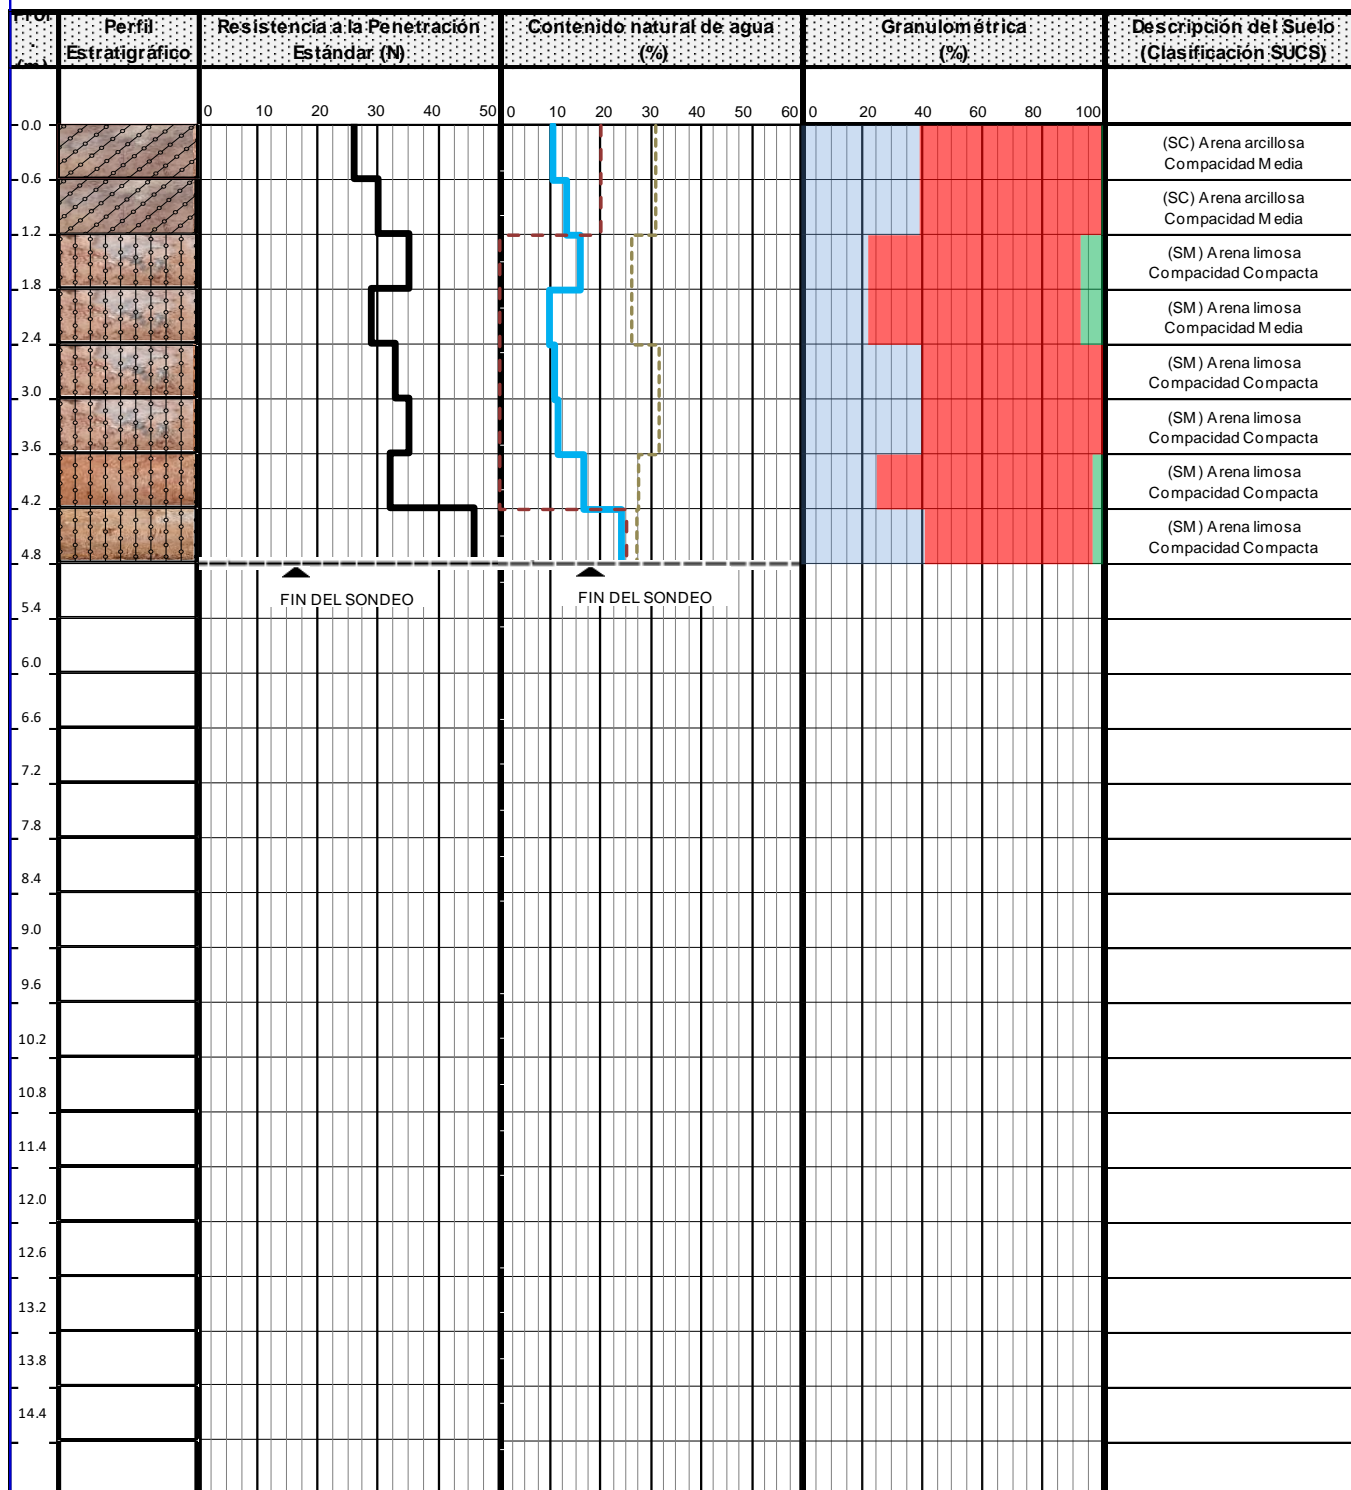 Perfil
Estratigráfico
Resistencia a la Penetración
Estándar (N)
Contenido natural de agua
(%)
Granulométrica
(%)
Descripción del Suelo
(Clasificación SUCS)
0 10 20 30 40 50
0 10 20 30 40 50 60
0 20 40 60 80 100
0.0
(SC) Arena arcillosa
Compacidad Media
0.6
(SC) Arena arcillosa
Compacidad Media
1.2
(SM) Arena limosa
Compacidad Compacta
1.8
(SM) Arena limosa
Compacidad Media
2.4
(SM) Arena limosa
Compacidad Compacta
3.0
(SM) Arena limosa
Compacidad Compacta
3.6
(SM) Arena limosa
Compacidad Compacta
4.2
(SM) Arena limosa
Compacidad Compacta
4.8
FIN DEL SONDEO
FIN DEL SONDEO
5.4
6.0
6.6
7.2
7.8
8.4
9.0
9.6
10.2
10.8
11.4
12.0
12.6
13.2
13.8
14.4